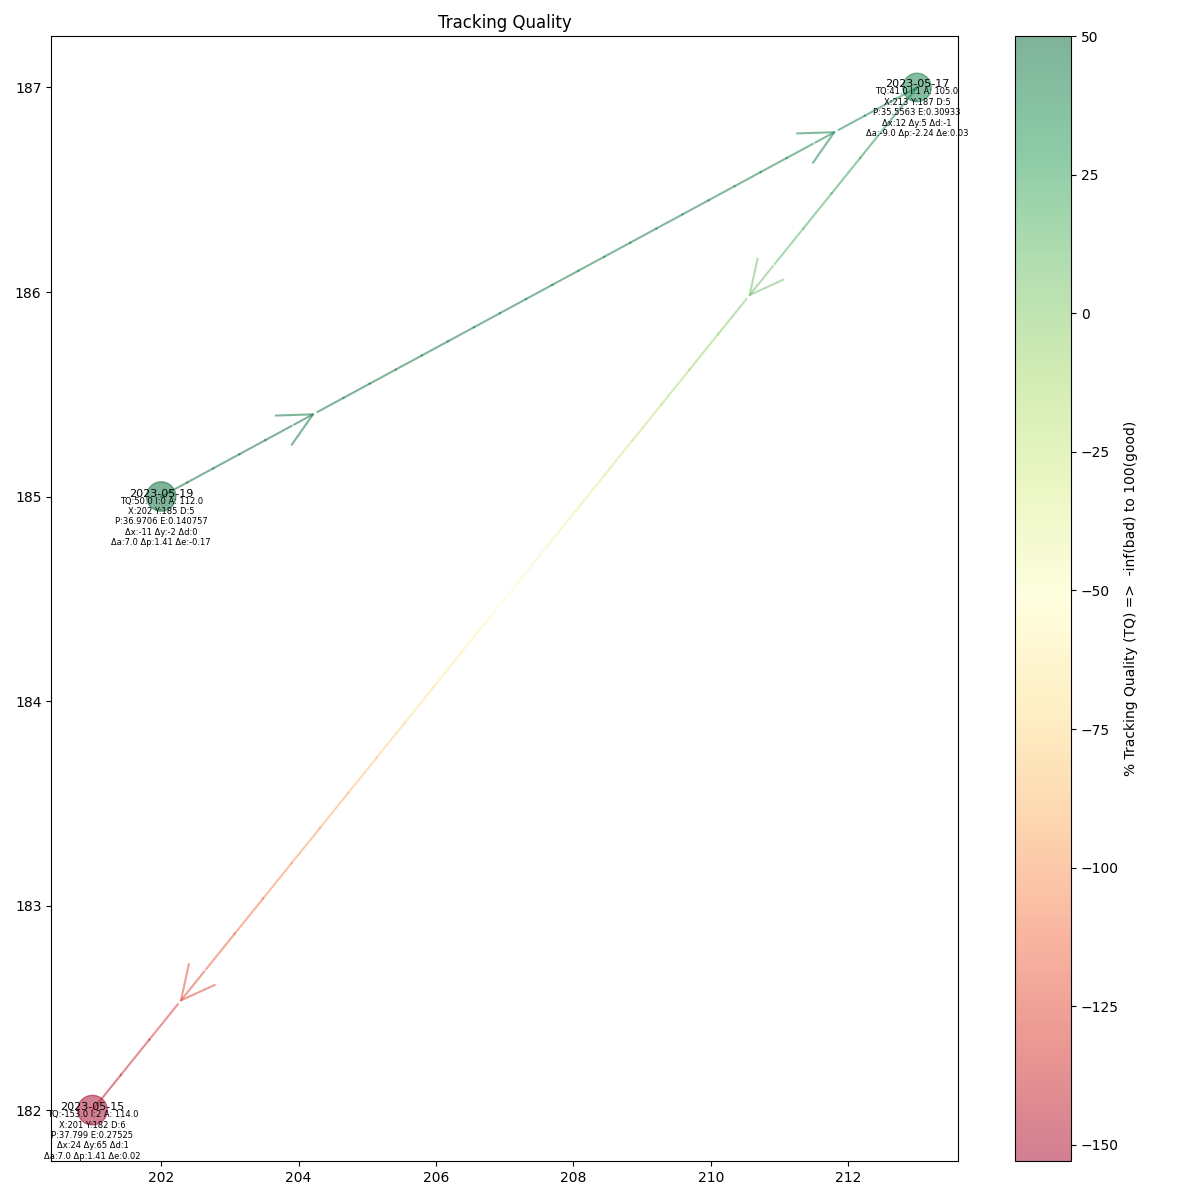 Tracking Quality
187
186
185
184
183
182
202
204
206
208
210
212
2023-05-17
TQ:41.0 I:1 A: 105.0
X:213 Y:187 D:5
P:35.5563 E:0.30933
Δx:12 Δy:5 Δd:-1
Δa:-9.0 Δp:-2.24 Δe:0.03
2023-05-19
TQ:50.0 I:0 A: 112.0
X:202 Y:185 D:5
P:36.9706 E:0.140757
Δx:-11 Δy:-2 Δd:0
Δa:7.0 Δp:1.41 Δe:-0.17
2023-05-15
TQ:-153.0 I:2 A: 114.0
X:201 Y:182 D:6
P:37.799 E:0.27525
Δx:24 Δy:65 Δd:1
Δa:7.0 Δp:1.41 Δe:0.02
50
25
0
−25
−50
−75
−100
−125
−150
% Tracking Quality (TQ) => -inf(bad) to 100(good)